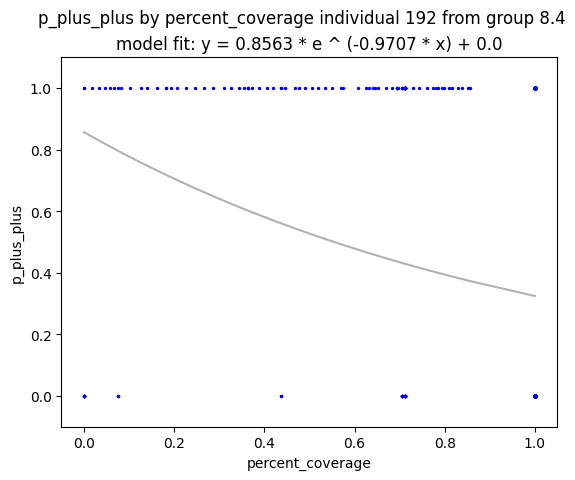 p_plus_plus by percent_coverage individual 192 from group 8.4
model fit: y = 0.8563 * e ^ (-0.9707 * x) + 0.0
1.0
0.8
0.6
0.4
0.2
0.0
p_plus_plus
0.0 0.2 0.4 0.6 0.8 1.0
percent_coverage